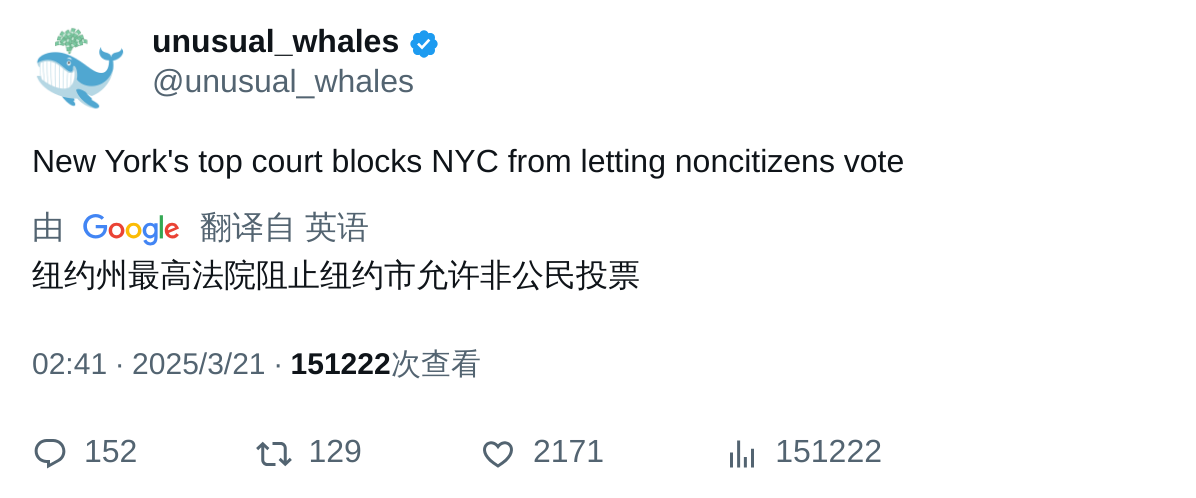 unusual_whales
@unusual_whales
New York's top court blocks NYC from letting noncitizens vote
由 Google 翻译自 英语
纽约州最高法院阻止纽约市允许非公民投票
02:41 · 2025/3/21 · 151222次查看
152 129 2171 151222